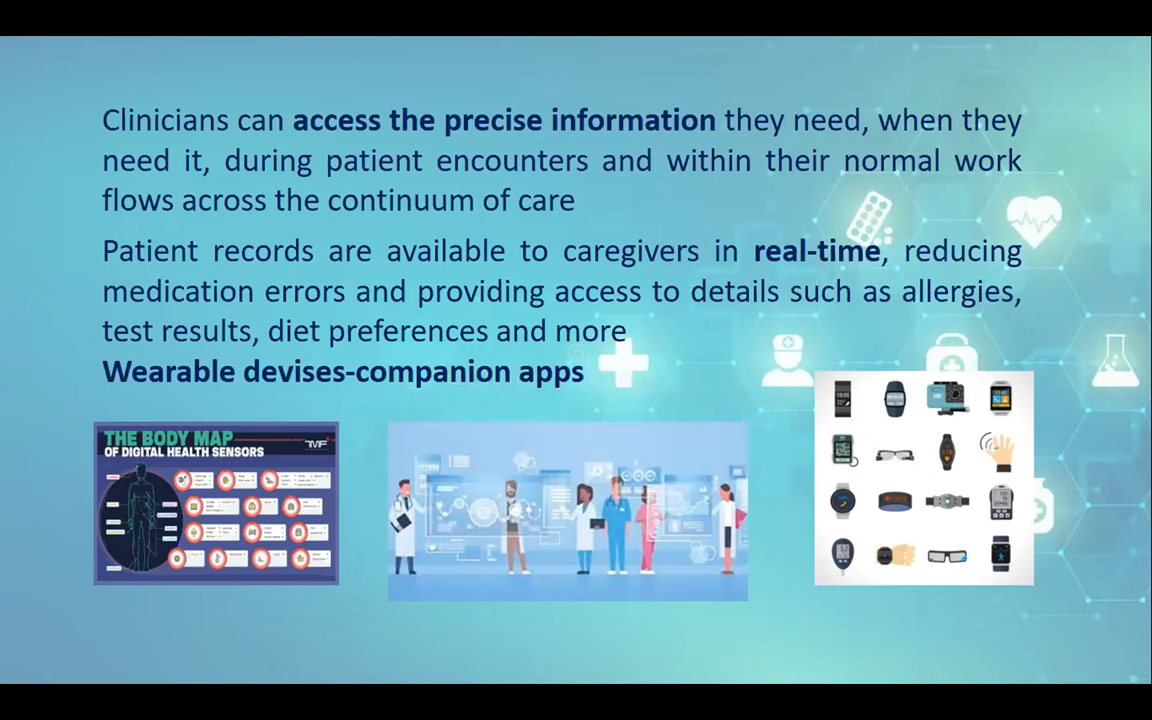 Clinicians can access the precise information they need, when they
need it, during patient encounters and within their normal work
flows across the continuum of care
Patient records are available to caregivers in real-time, reducing
medication errors and providing access to details such as allergies,
test results, diet preferences and more
Wearable devises-companion apps
THE BODY MAP
OF DIGITAL HEALTH SENSORS
TMF